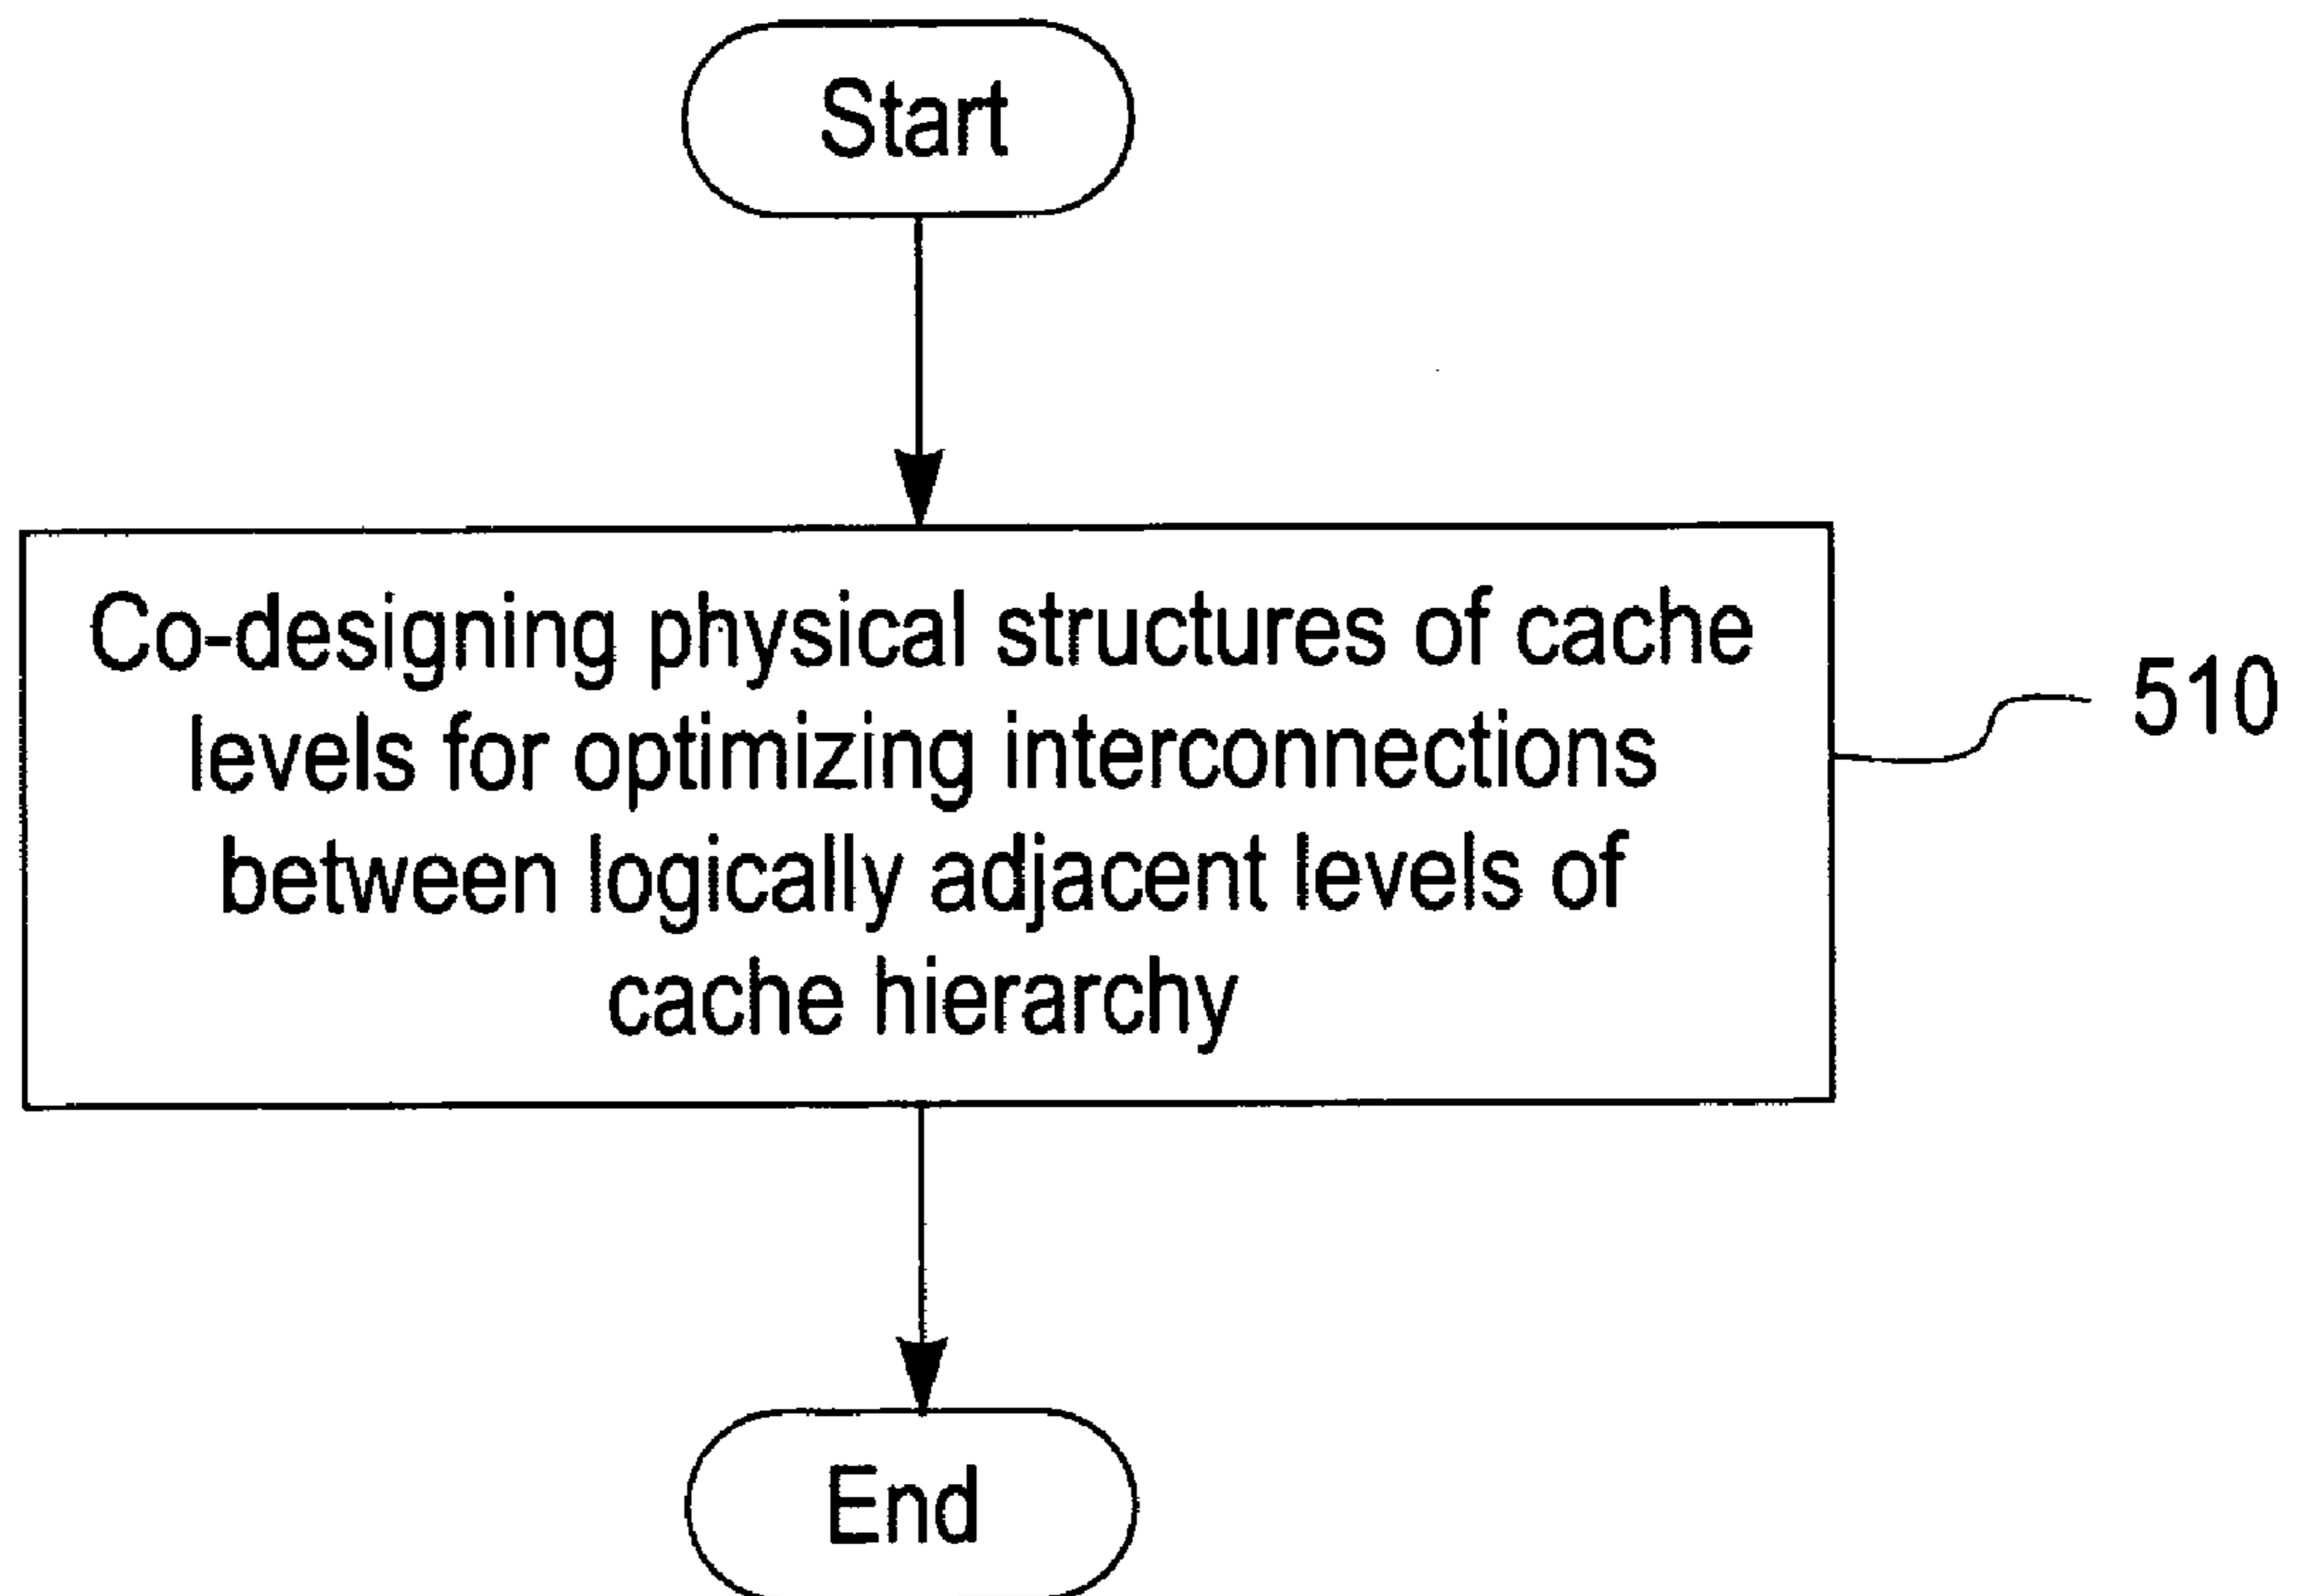 Start
Co-designing physical structures of cache
levels for optimizing interconnections
between logically adjacent levels of
cache hierarchy
510
End